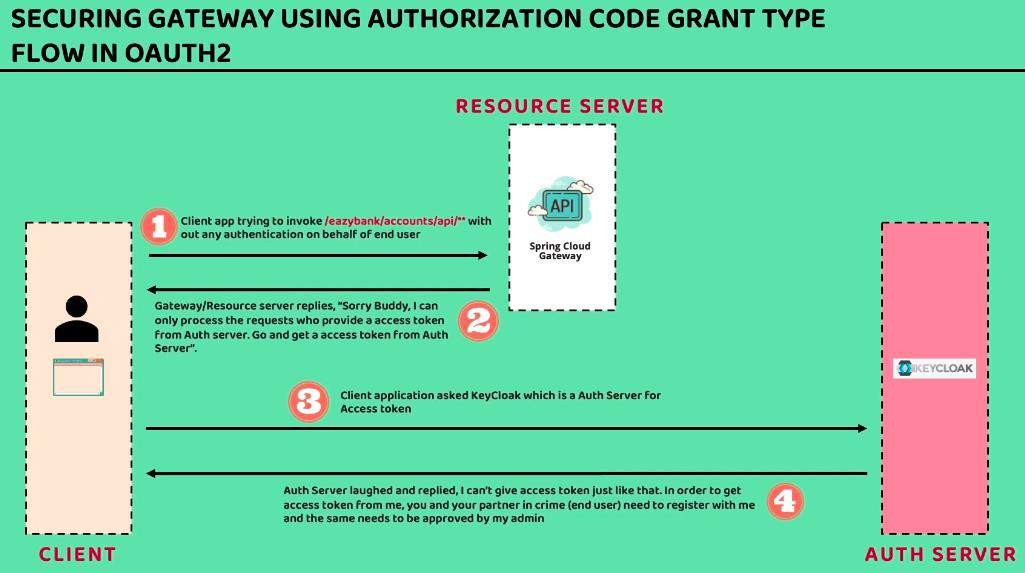 SECURING GATEWAY USING AUTHORIZATION CODE GRANT TYPE
FLOW IN OAUTH2
RESOURCE SERVER
API
Spring Cloud
Gateway
1
Client app trying to invoke /eazybank/accounts/api/** with
out any authentication on behalf of end user
Gateway/Resource server replies, "Sorry Buddy, I can
only process the requests who provide a access token
from Auth server. Go and get a access token from Auth
Server".
2
KEYCLOAK
3
Client application asked KeyCloak which is a Auth Server for
Access token
Auth Server laughed and replied, I can't give access token just like that. In order to get
access token from me, you and your partner in crime (end user) need to register with me
and the same needs to be approved by my admin
4
CLIENT
AUTH SERVER